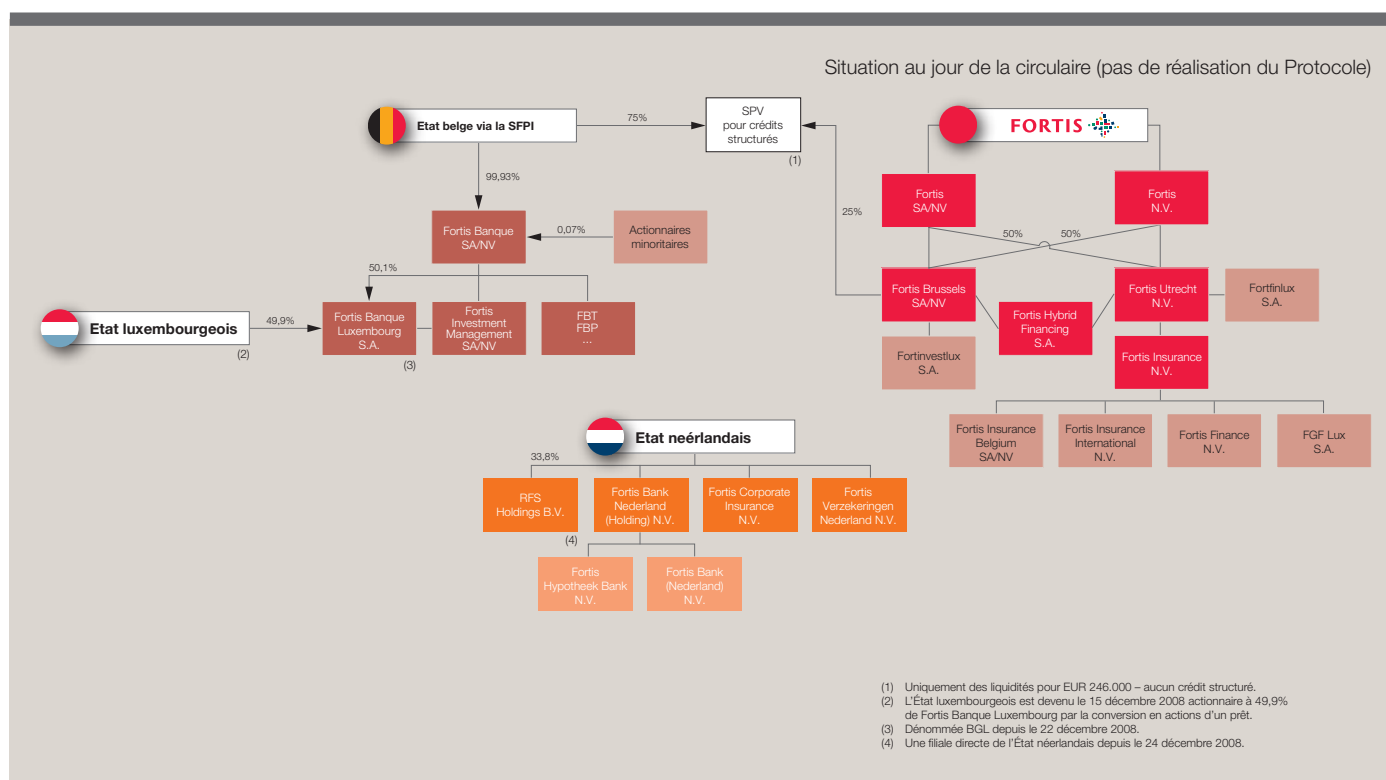 Situation au jour de la circulaire (pas de réalisation du Protocole)
Etat belge via la SFPI
75%
SPV
pour crédits
structurés
(1)
FORTIS
99,93%
Fortis
SA/NV
Fortis
N.V.
25%
50%
50%
Fortis Banque
SA/NV
0,07%
Actionnaires
minoritaires
50,1%
Etat luxembourgeois
(2)
49,9%
Fortis Banque
Luxembourg
S.A.
(3)
Fortis
Investment
Management
SA/NV
FBT
FBP
...
Fortis Brussels
SA/NV
Fortis Hybrid
Financing
S.A.
Fortis Utrecht
N.V.
Fortfinlux
S.A.
Fortinvestlux
S.A.
Fortis Insurance
N.V.
Fortis Insurance
Belgium
SA/NV
Fortis Insurance
International
N.V.
Fortis Finance
N.V.
FGF Lux
S.A.
Etat neérlandais
33,8%
RFS
Holdings B.V.
(4)
Fortis Bank
Nederland
(Holding) N.V.
Fortis Corporate
Insurance
N.V.
Fortis
Verzekeringen
Nederland N.V.
Fortis
Hypotheek Bank
N.V.
Fortis Bank
(Nederland)
N.V.
(1) Uniquement des liquidités pour EUR 246.000 – aucun crédit structuré.
(2) L'État luxembourgeois est devenu le 15 décembre 2008 actionnaire à 49,9%
de Fortis Banque Luxembourg par la conversion en actions d'un prêt.
(3) Dénommée BGL depuis le 22 décembre 2008.
(4) Une filiale directe de l'État néerlandais depuis le 24 décembre 2008.